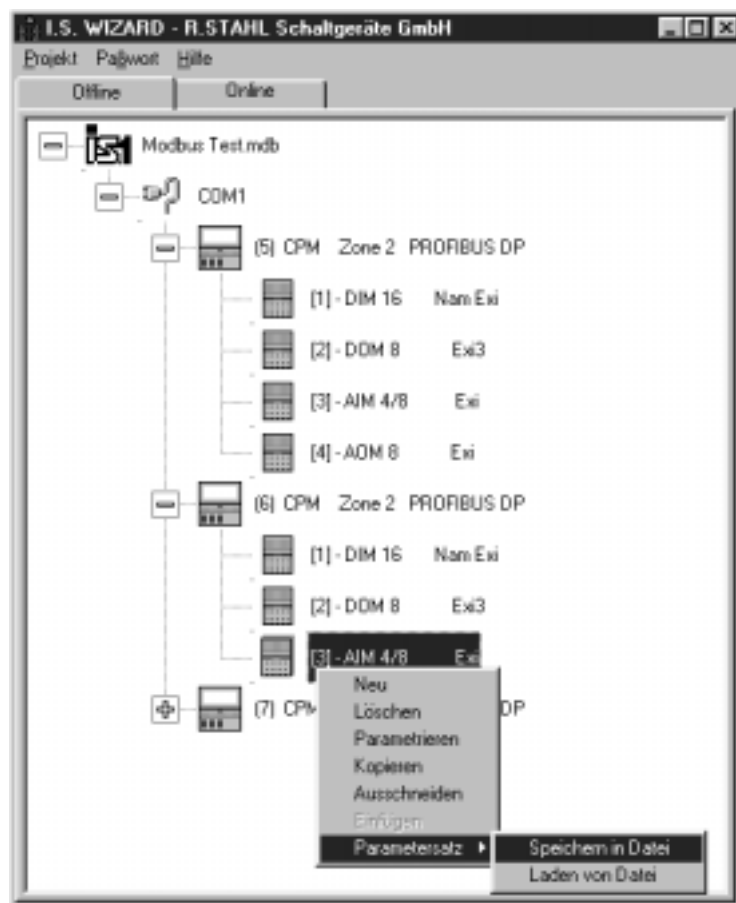 I.S. WIZARD - R.STAHL Schaltgeräte GmbH
Projekt Paßwort Hilfe
Offline Online
is1 Modbus Test.mdb
COM1
(5) CPM Zone 2 PROFIBUS DP
[1] - DIM 16 Nam Exi
[2] - DOM 8 Exi3
[3] - AIM 4/8 Exi
[4] - AOM 8 Exi
(6) CPM Zone 2 PROFIBUS DP
[1] - DIM 16 Nam Exi
[2] - DOM 8 Exi3
[3] - AIM 4/8 Exi
Neu
(7) CPM DP
Löschen
Parametrieren
Kopieren
Ausschneiden
Einfügen
Parametersatz Speichern in Datei
Laden von Datei